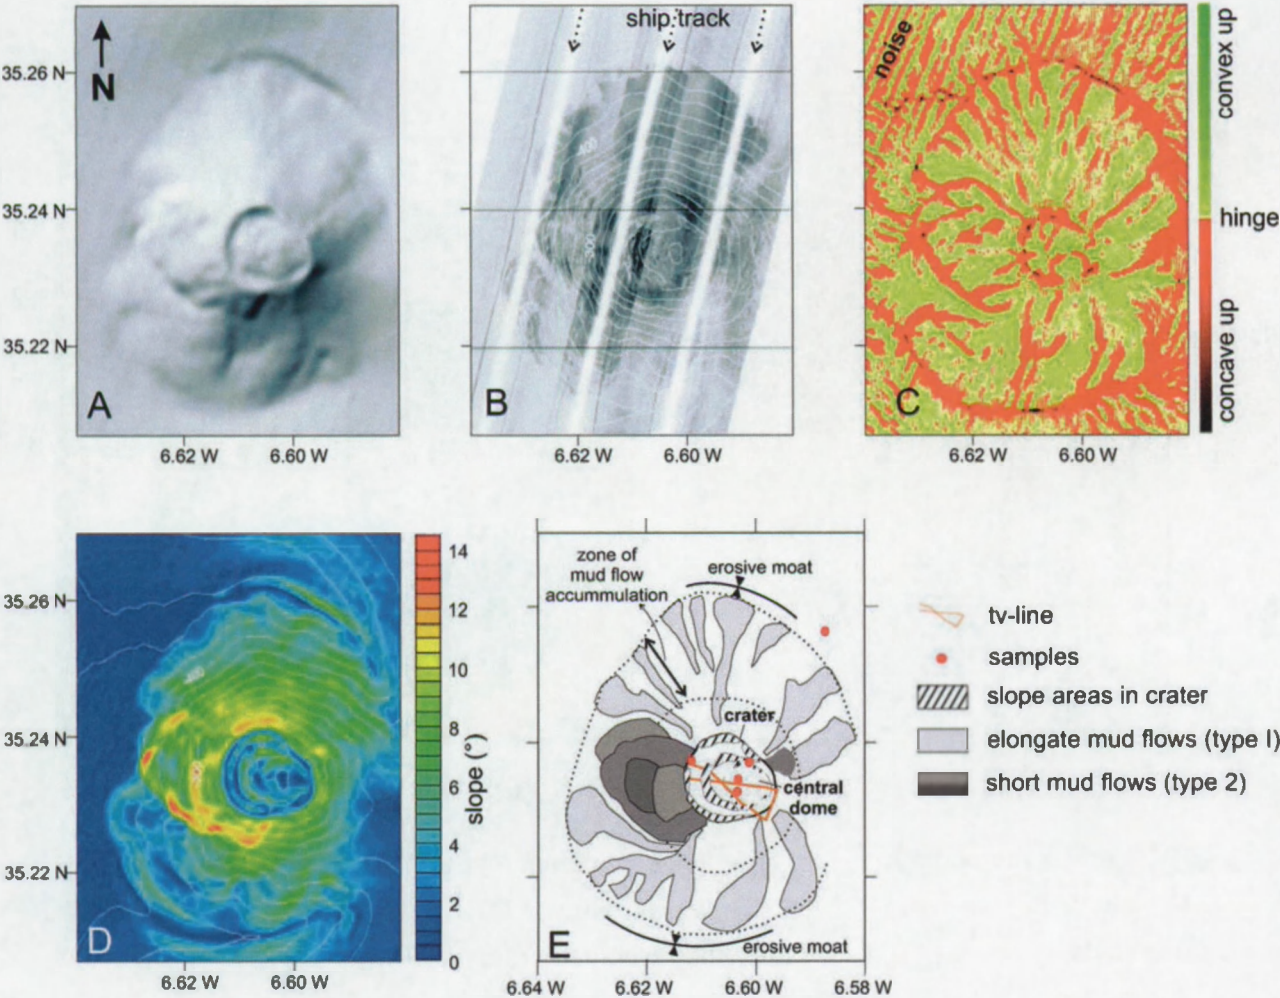 ship track
35.26 N
35.24 N
35.22 N
N
A
6.62 W
6.60 W
400
B
6.62 W
6.60 W
noise
C
6.62 W
6.60 W
convex up
hinge
concave up
35.26 N
35.24 N
35.22 N
D
6.62 W
6.60 W
14
12
10
8
6
4
2
0
slope (°)
zone of
mud flow
accumulation
erosive moat
crater
central
dome
E
erosive moat
6.64 W
6.62 W
6.60 W
6.58 W
tv-line
samples
slope areas in crater
elongate mud flows (type I)
short mud flows (type 2)